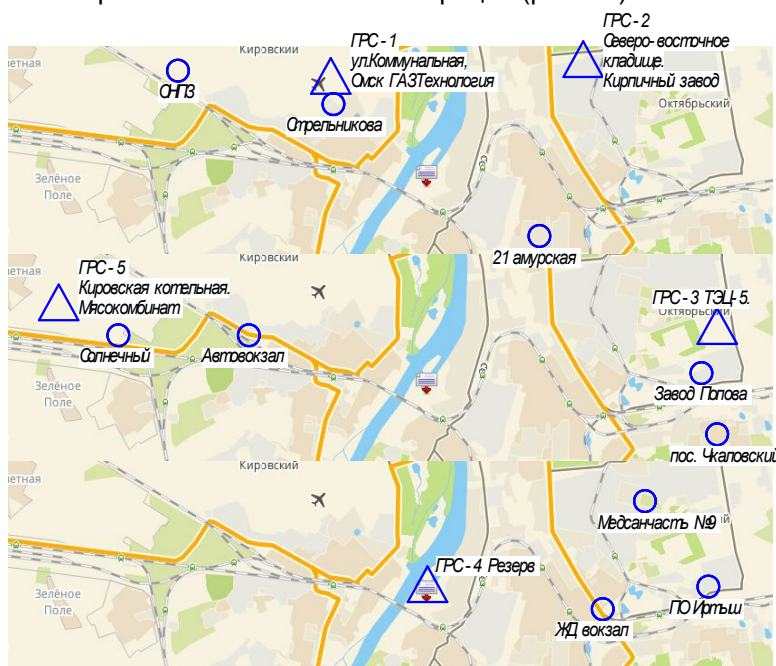 ГРС - 1
ул.Коммунальная,
Омск ГАЗТехнология
ГРС - 2
Северо-восточное
кладище.
Кирпичный завод
Кировский
ОНПЗ
Стрельникова
Октябрьский
Зелёное
Поле
21 амурская
Кировский
ГРС - 5
Кировская котельная.
Мясокомбинат
ГРС - 3 ТЭЦ-5.
Октябрьский
Солнечный
Автовокзал
Зелёное
Поле
Завод Попова
пос. Чкаловский
Кировский
ветная
Медсанчасть №9
ГРС - 4 Резерв
Зелёное
Поле
ПО Иртыш
ЖД вокзал